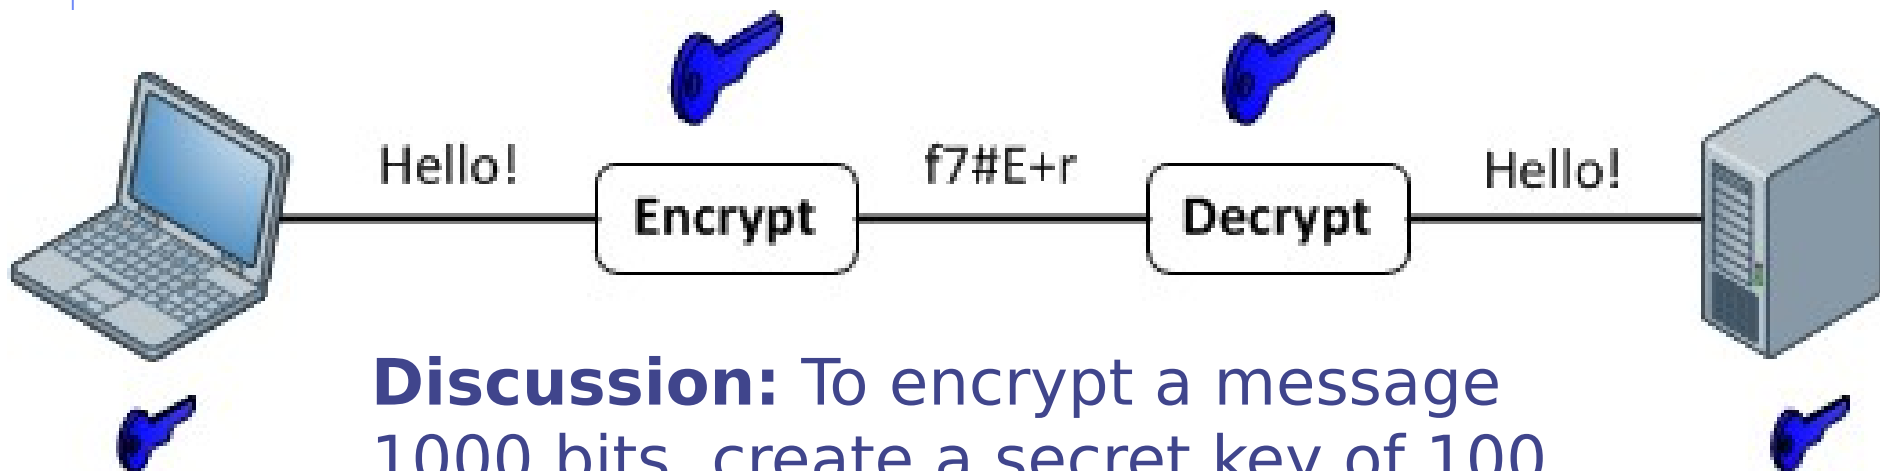 Hello!
f7#E+r
Hello!
Encrypt
Decrypt
Discussion: To encrypt a message
1000 bits, create a secret key of 100